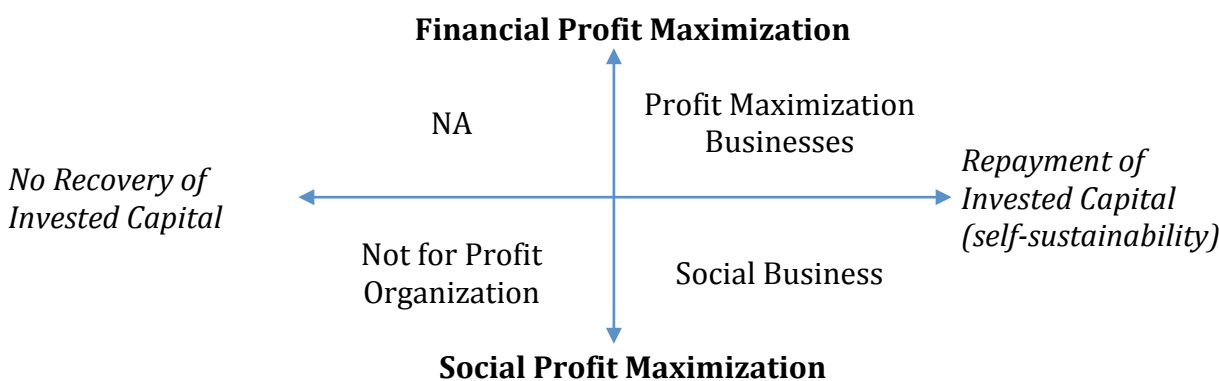 Financial Profit Maximization
NA
Profit Maximization
Businesses
No Recovery of
Invested Capital
Repayment of
Invested Capital
(self-sustainability)
Not for Profit
Organization
Social Business
Social Profit Maximization